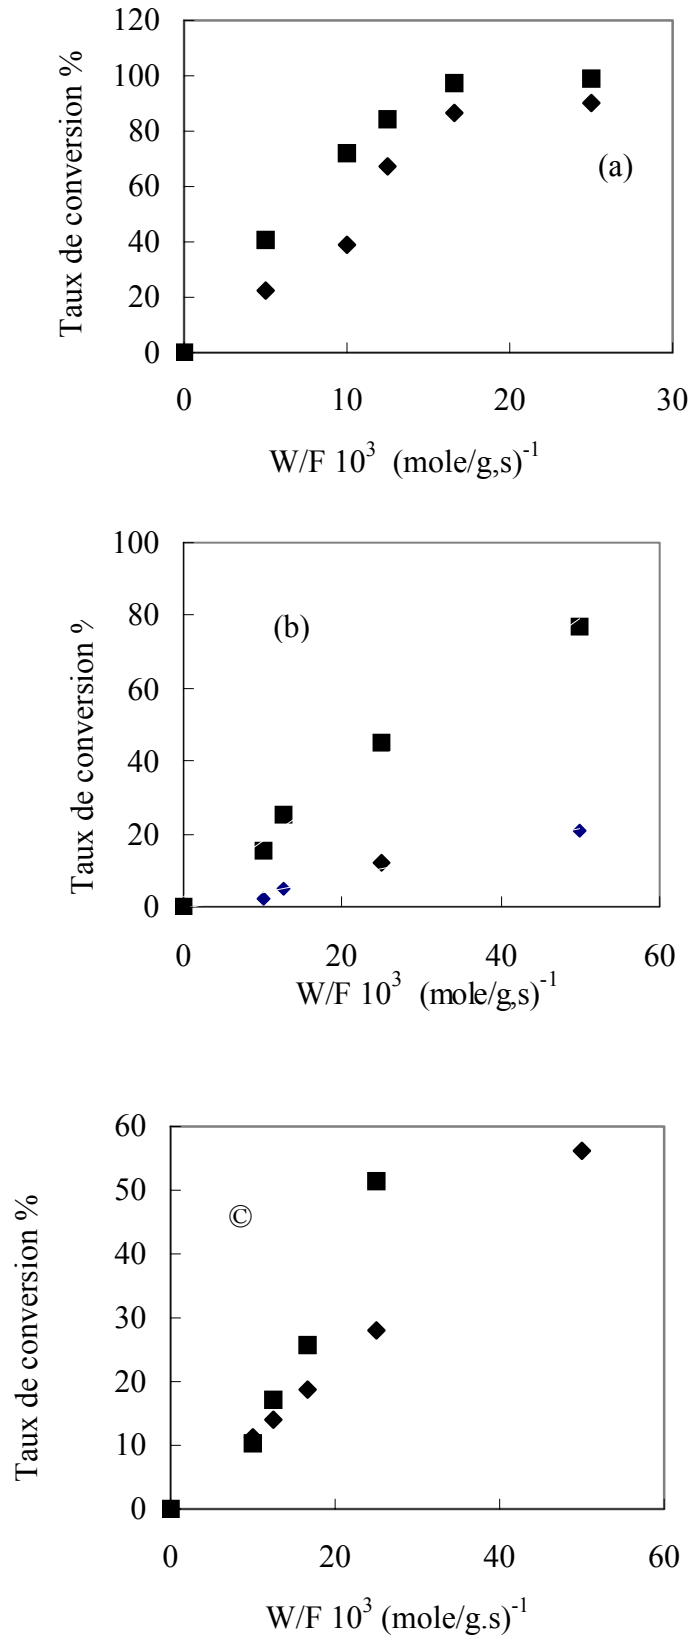 120
100
80
60
40
20
0
Taux de conversion %
(a)
0 10 20 30
W/F 10³ (mole/g,s)⁻¹
100
80
60
40
20
0
Taux de conversion %
(b)
0 20 40 60
W/F 10³ (mole/g,s)⁻¹
60
50
40
30
20
10
0
Taux de conversion %
©
0 20 40 60
W/F 10³ (mole/g.s)⁻¹